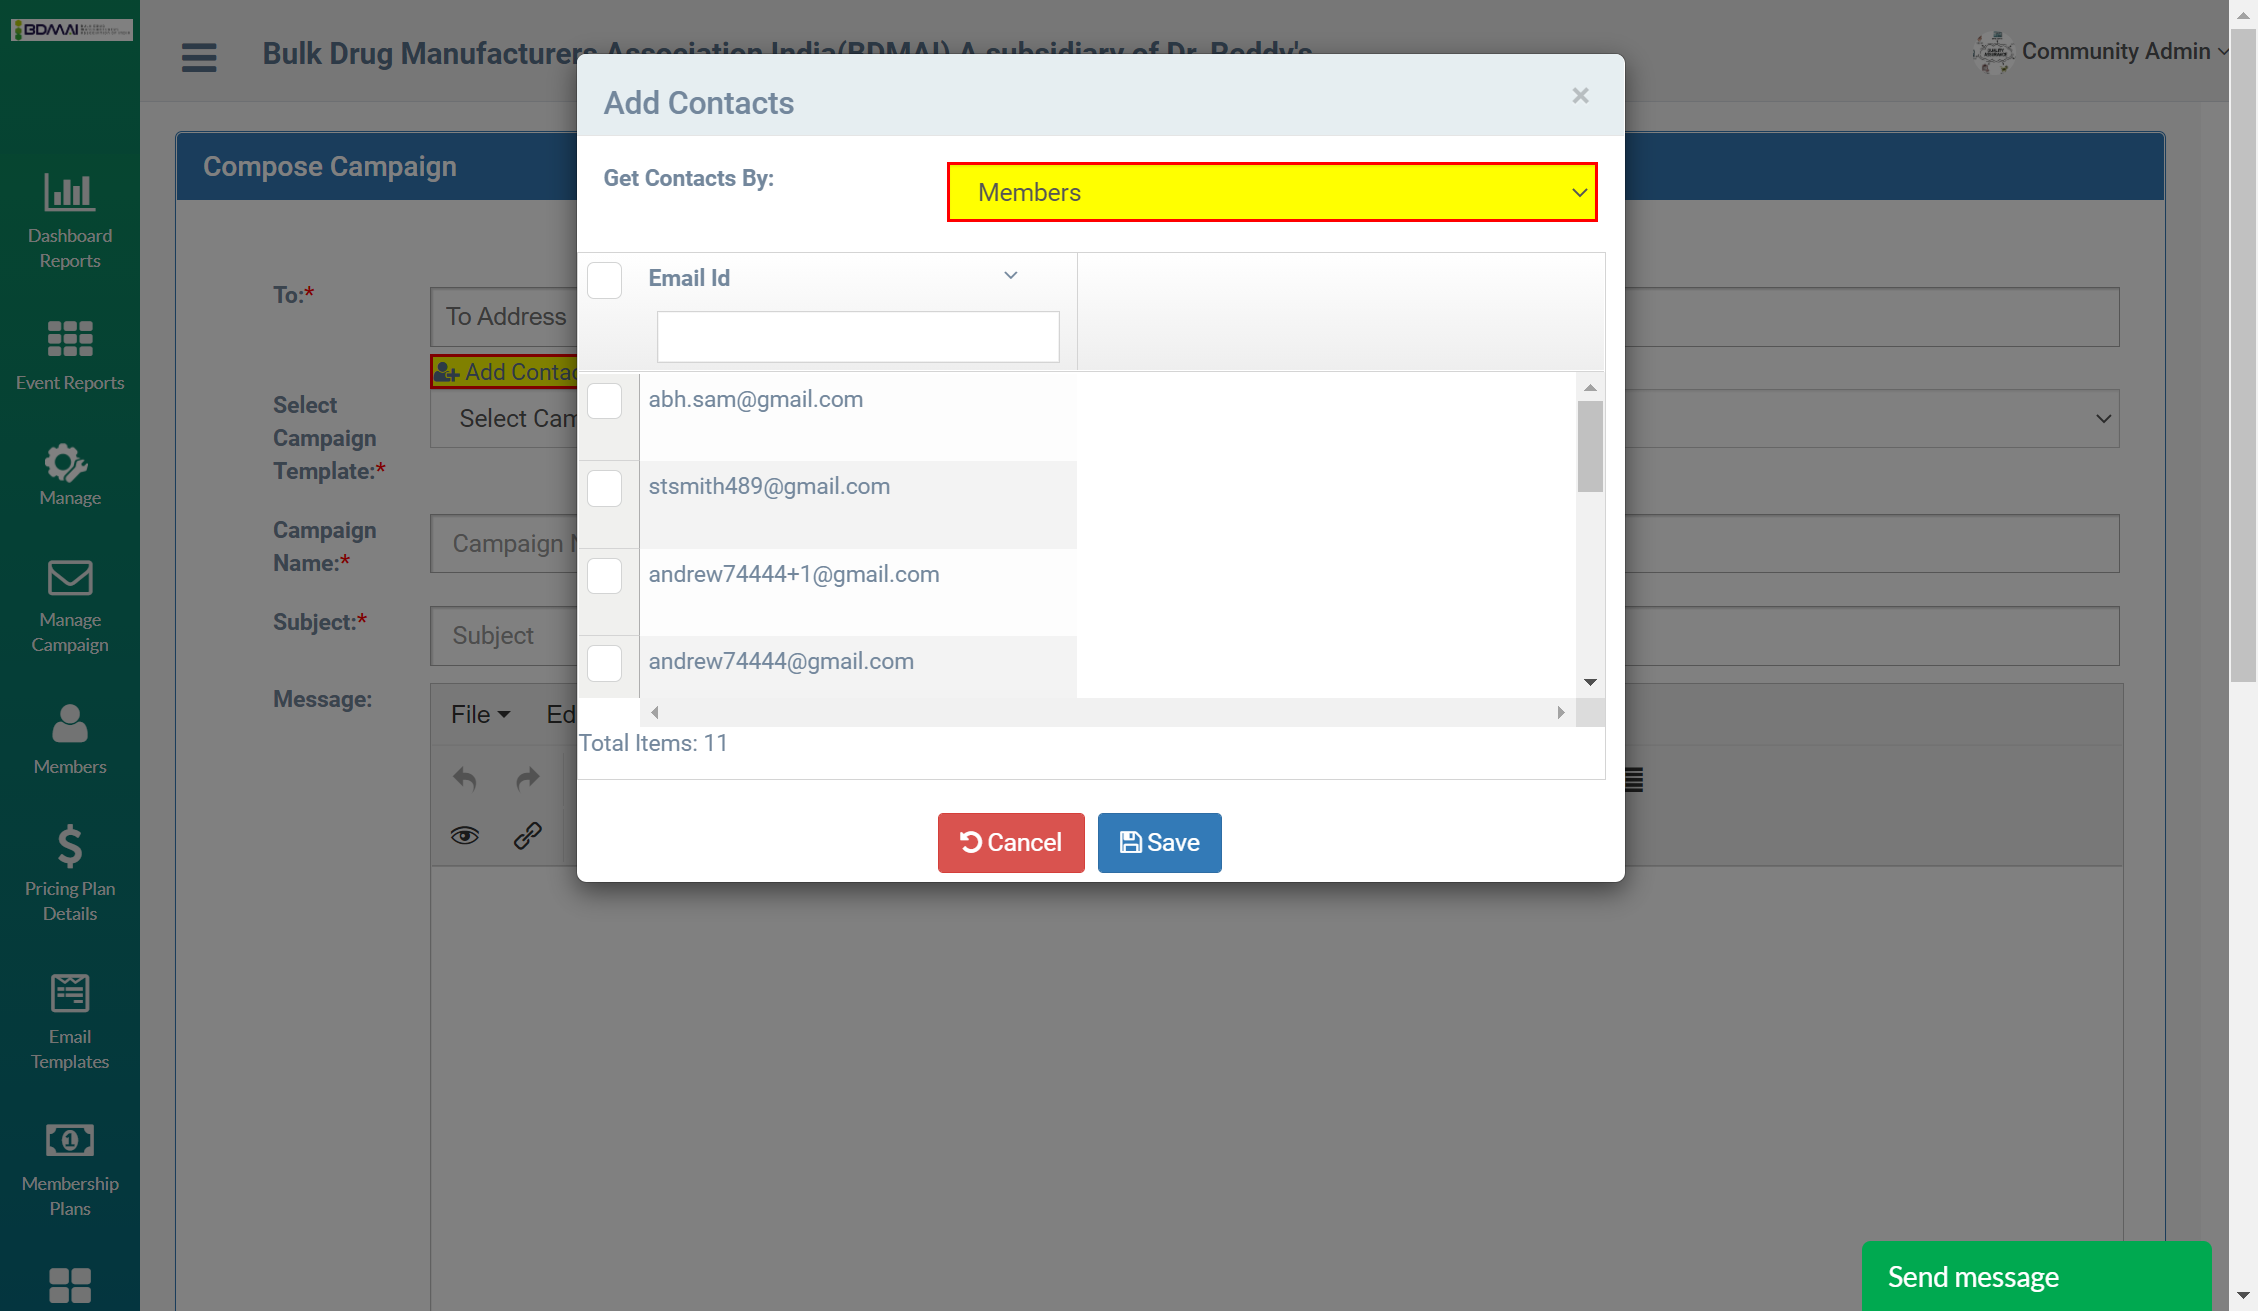 BDMAI
Bulk Drug Manufacturers Association India(BDMAI) A subsidiary of Dr. Reddy's
Community Admin
Dashboard
Reports
Event Reports
Manage
Manage
Campaign
Members
Pricing Plan
Details
Email
Templates
Membership
Plans
Compose Campaign
To:*
To Address
Add Contac
Select
Campaign
Template:*
Select Cam
Campaign
Name:*
Campaign N
Subject:*
Subject
Message:
File
Ed
Add Contacts
×
Get Contacts By:
Members
Email Id
abh.sam@gmail.com
stsmith489@gmail.com
andrew74444+1@gmail.com
andrew74444@gmail.com
Total Items: 11
Cancel
Save
Send message